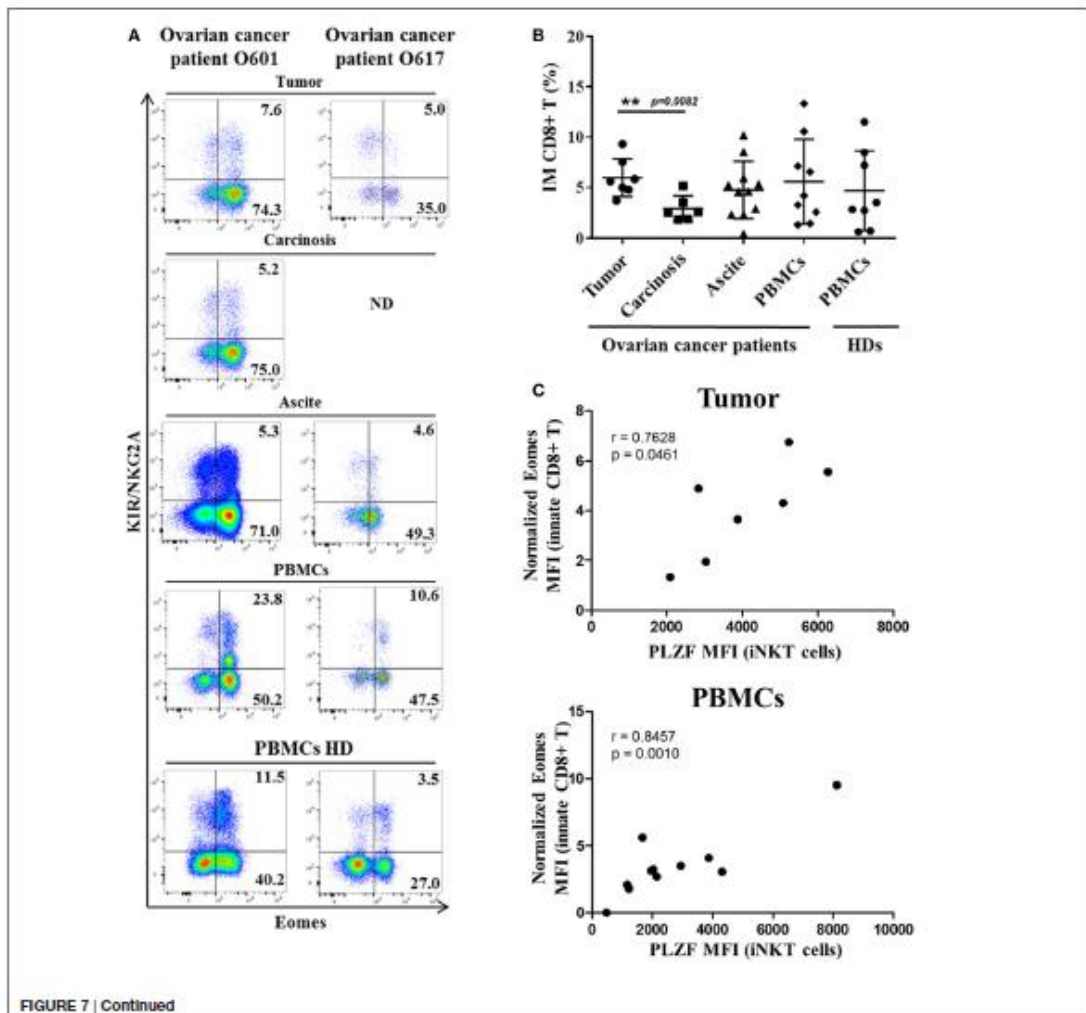 A
Ovarian cancer
patient O601
Ovarian cancer
patient O617
Tumor
7.6
74.3
5.0
35.0
Carcinosis
5.2
75.0
ND
Ascite
5.3
71.0
4.6
49.3
PBMCs
23.8
50.2
10.6
47.5
PBMCs HD
11.5
40.2
3.5
27.0
KIR/NKG2A
Eomes
B
IM CD8+ T (%)
20
15
10
5
0
** p=0.0082
Tumor
Carcinosis
Ascite
PBMCs
PBMCs
Ovarian cancer patients
HDs
C
Tumor
r = 0.7628
p = 0.0461
Normalized Eomes
MFI (innate CD8+ T)
8
6
4
2
0
0 2000 4000 6000 8000
PLZF MFI (iNKT cells)
PBMCs
r = 0.8457
p = 0.0010
Normalized Eomes
MFI (innate CD8+ T)
15
10
5
0
0 2000 4000 6000 8000 10000
PLZF MFI (iNKT cells)
FIGURE 7 | Continued